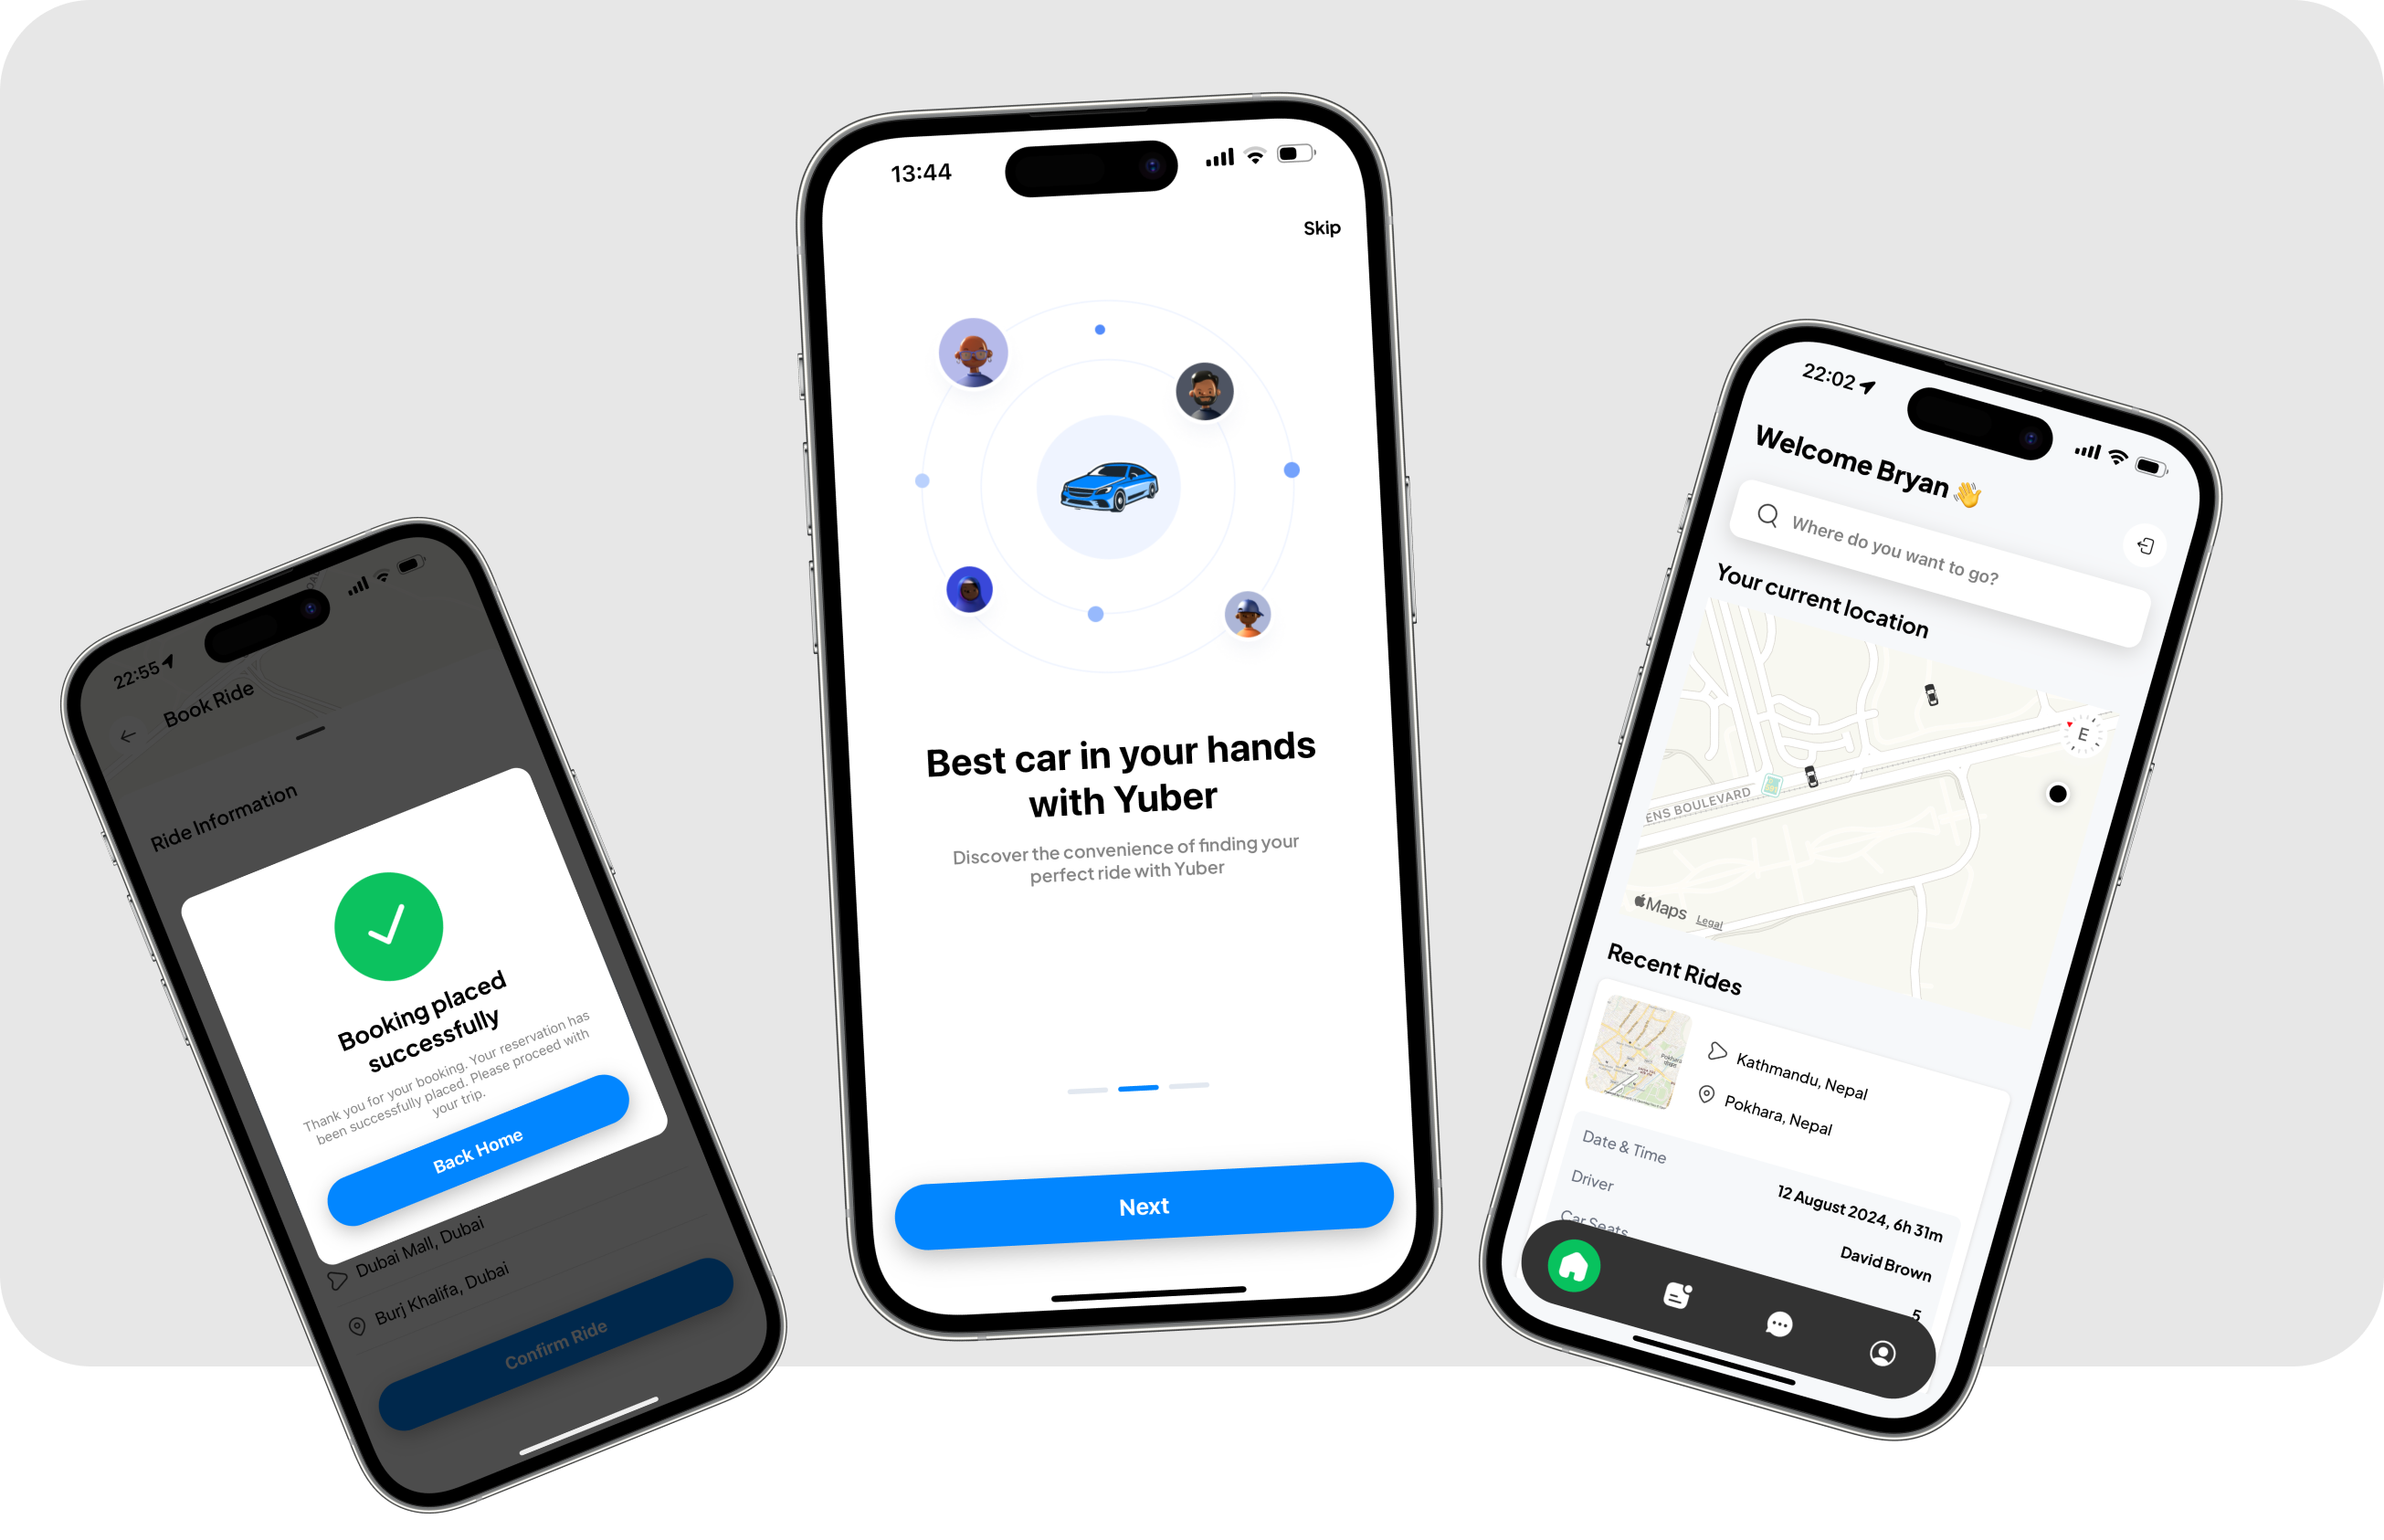 22:55
Book Ride
Ride Information
Booking placed
successfully
Thank you for your booking. Your reservation has
been successfully placed. Please proceed with
your trip.
Back Home
Dubai Mall, Dubai
Burj Khalifa, Dubai
Confirm Ride
13:44
Skip
Best car in your hands
with Yuber
Discover the convenience of finding your
perfect ride with Yuber
Next
22:02
Welcome Bryan 👋
Where do you want to go?
Your current location
E
ENS BOULEVARD
Maps Legal
Recent Rides
Kathmandu, Nepal
Pokhara, Nepal
Date & Time
12 August 2024, 6h 31m
Driver
David Brown
Car Seats
5